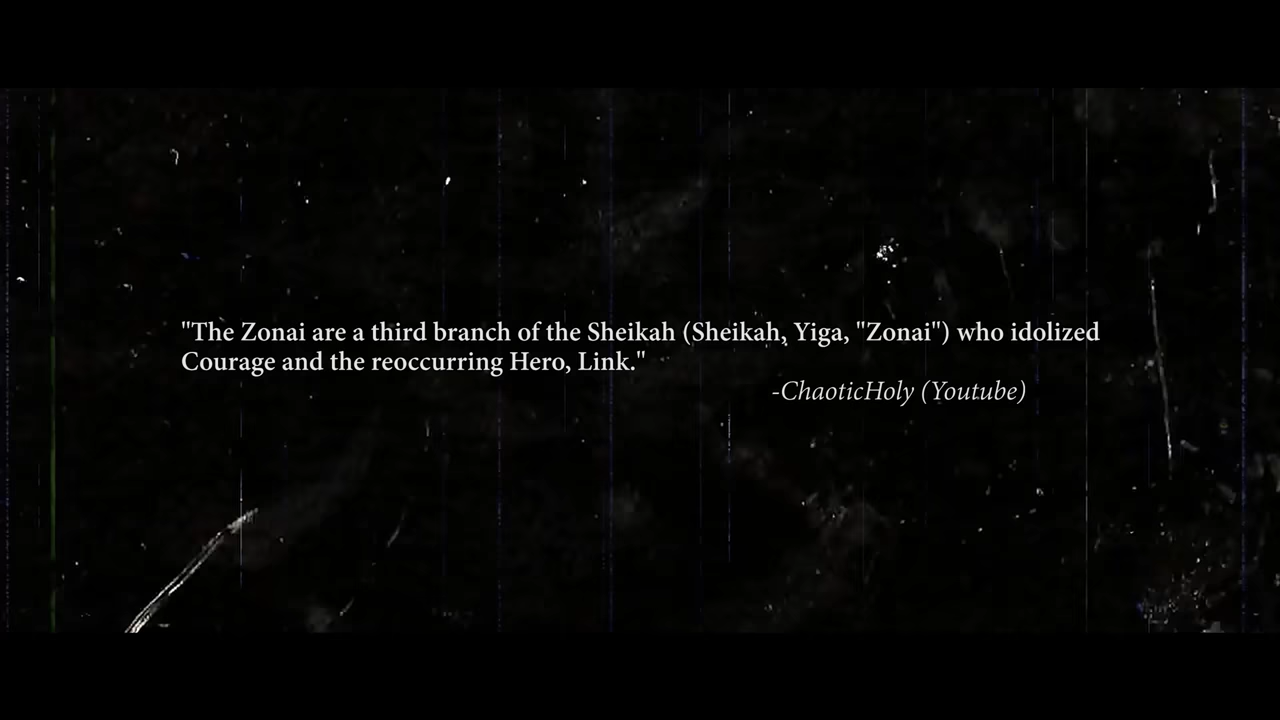 "The Zonai are a third branch of the Sheikah (Sheikah, Yiga, "Zonai") who idolized
Courage and the reoccurring Hero, Link."
-ChaoticHoly (Youtube)